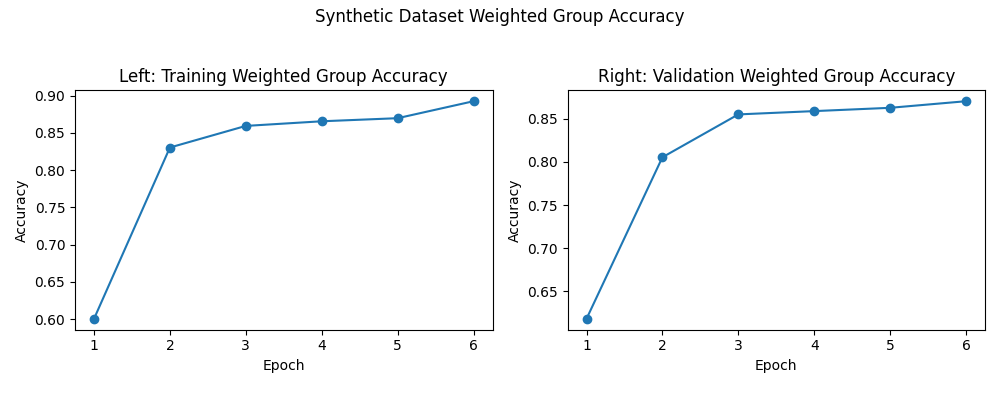 Synthetic Dataset Weighted Group Accuracy
Left: Training Weighted Group Accuracy
0.90
0.85
0.80
0.75
0.70
0.65
0.60
Accuracy
1 2 3 4 5 6
Epoch
Right: Validation Weighted Group Accuracy
0.85
0.80
0.75
0.70
0.65
Accuracy
1 2 3 4 5 6
Epoch